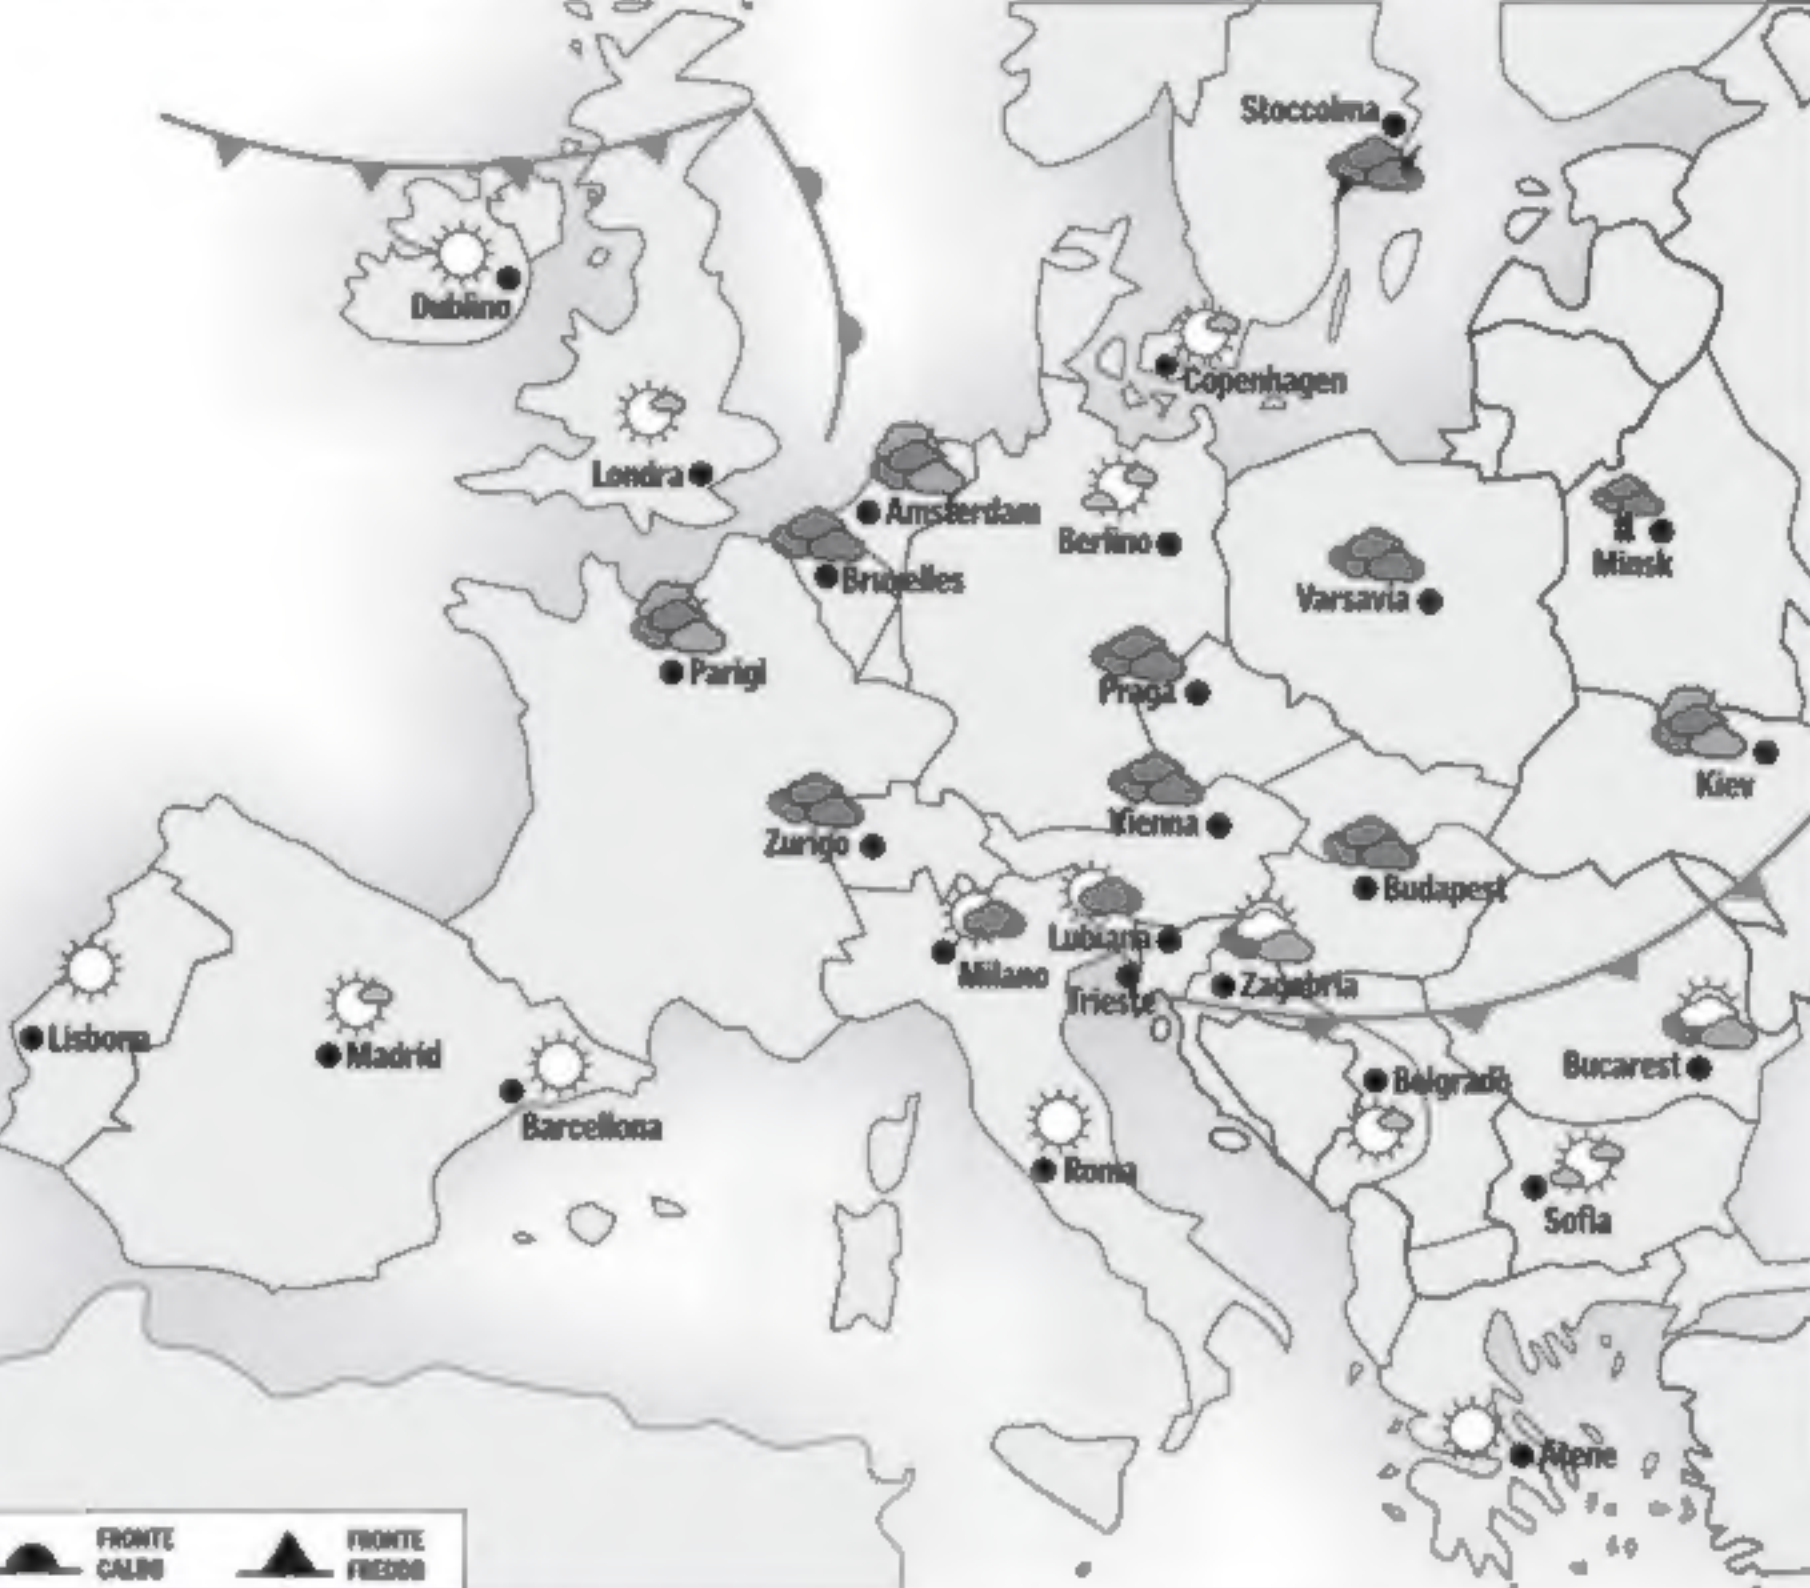 Stoccolma
Dublino
Copenhagen
Londra
Amsterdam
Berlino
Bruxelles
Minsk
Varsavia
Parigi
Praga
Kiev
Vienna
Zurigo
Budapest
Lubiana
Milano
Zagabria
Trieste
Lisbona
Madrid
Bucarest
Belgrado
Barcellona
Roma
Sofia
Atene
FRONTE
CALDO
FRONTE
FREDDO